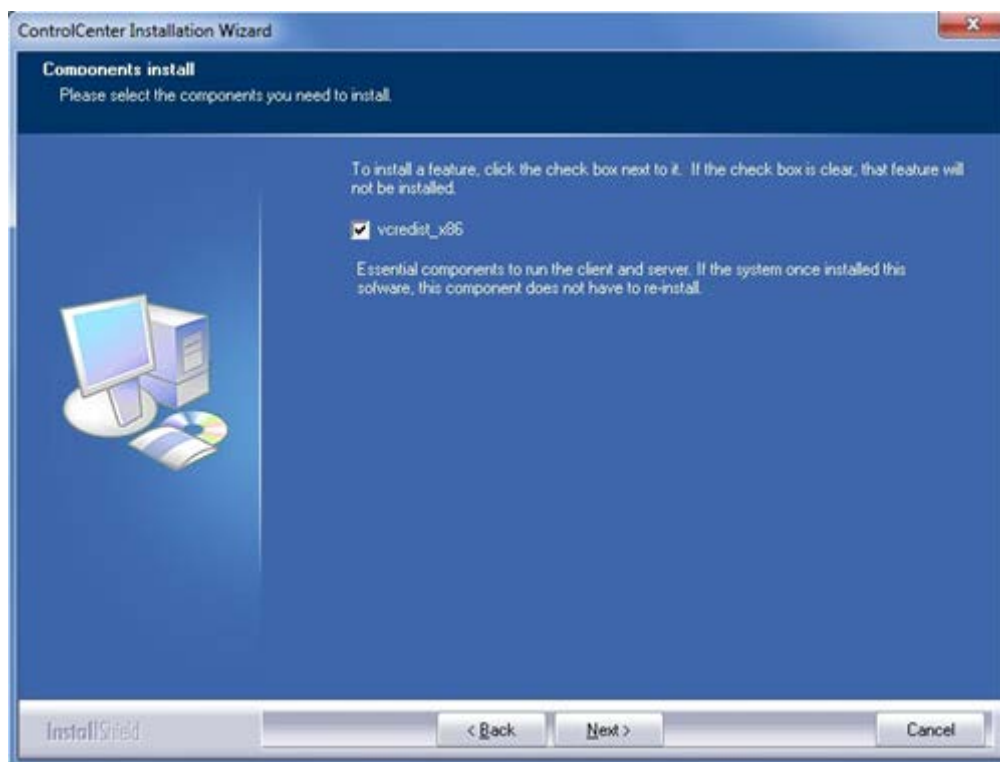 ControlCenter Installation Wizard
Components install
Please select the components you need to install.
To install a feature, click the check box next to it. If the check box is clear, that feature will
not be installed.
vcredist_x86
Essential components to run the client and server. If the system once installed this
sofware, this component does not have to re-install.
InstallShield
< Back
Next >
Cancel